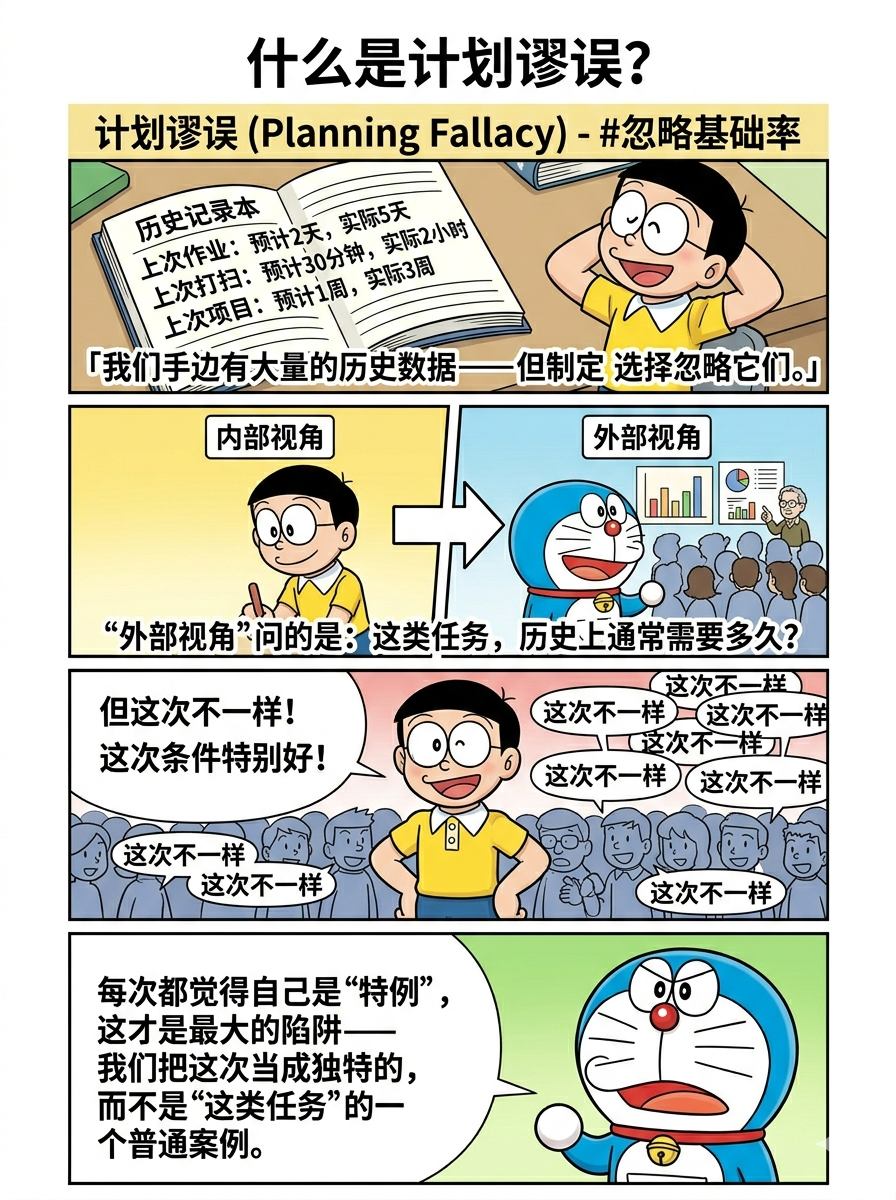 什么是计划谬误？
计划谬误 (Planning Fallacy) - #忽略基础率
历史记录本
上次作业：预计2天，实际5天
上次打扫：预计30分钟，实际2小时
上次项目：预计1周，实际3周
「我们手边有大量的历史数据——但制定 选择忽略它们。」
内部视角
外部视角
“外部视角”问的是：这类任务，历史上通常需要多久？
但这次不一样！
这次条件特别好！
这次不一样
这次不一样
这次不一样
这次不一样
这次不一样
这次不一样
这次不一样
这次不一样
这次不一样
每次都觉得自己是“特例”，
这才是最大的陷阱——
我们把这次当成独特的，
而不是“这类任务”的一
个普通案例。